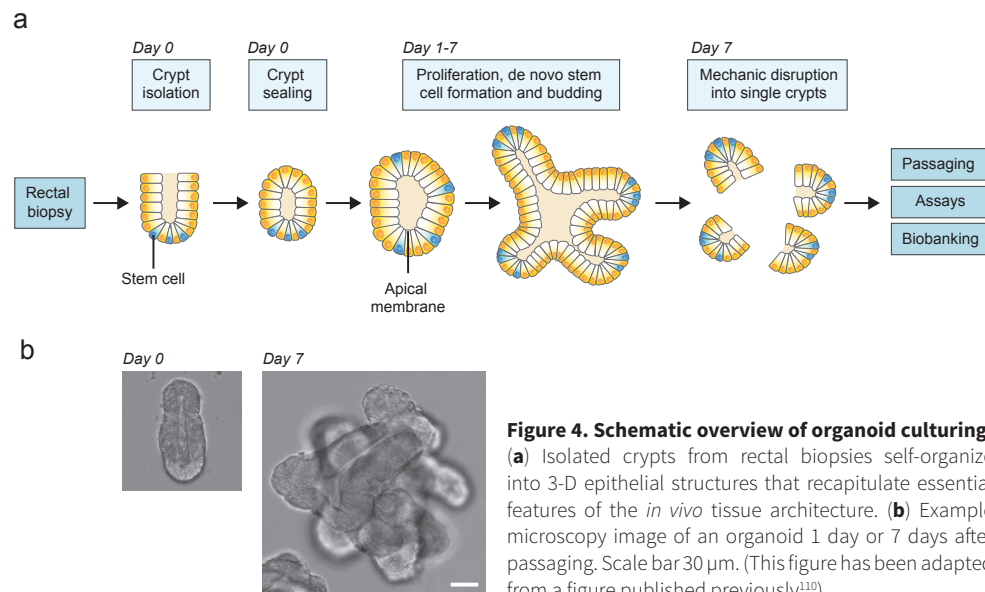 a
Day 0
Day 0
Day 1-7
Day 7
Crypt
isolation
Crypt
sealing
Proliferation, de novo stem
cell formation and budding
Mechanic disruption
into single crypts
Rectal
biopsy
Stem cell
Apical
membrane
Passaging
Assays
Biobanking
b
Day 0
Day 7
Figure 4. Schematic overview of organoid culturing
(a) Isolated crypts from rectal biopsies self-organize
into 3-D epithelial structures that recapitulate essentia
features of the in vivo tissue architecture. (b) Example
microscopy image of an organoid 1 day or 7 days afte
passaging. Scale bar 30 µm. (This figure has been adapted
from a figure published previously¹¹⁰)